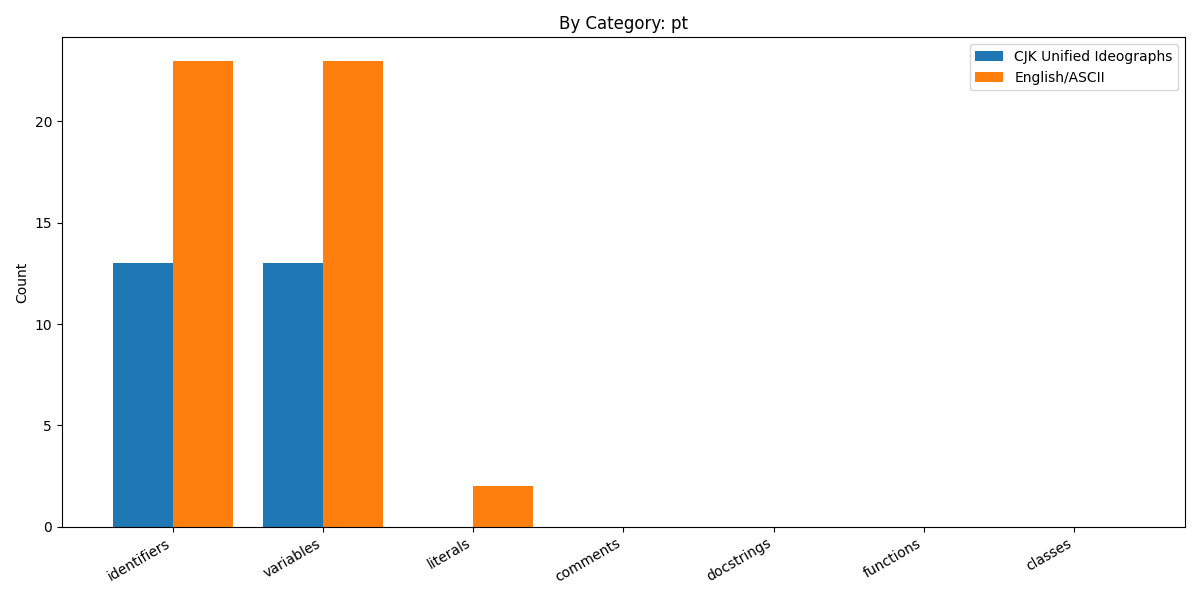 By Category: pt
CJK Unified Ideographs
English/ASCII
Count
20
15
10
5
0
identifiers
variables
literals
comments
docstrings
functions
classes